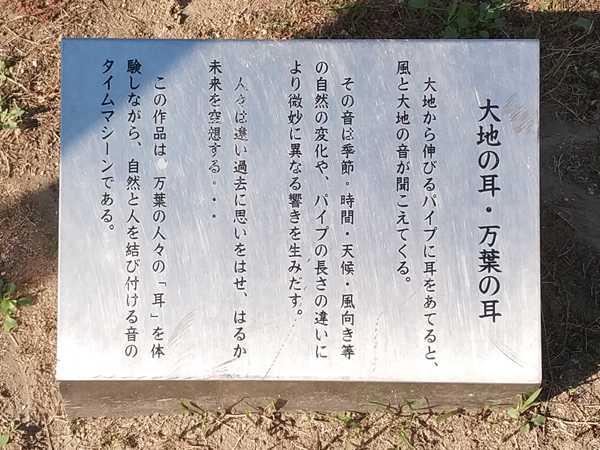 大地の耳・万葉の耳
大地から伸びるパイプに耳をあてると、
風と大地の音が聞こえてくる。
その音は季節・時間・天候・風向き等
の自然の変化や、パイプの長さの違いに
より微妙に異なる響きを生みだす。
人々は遠い過去に思いをはせ、はるか
未来を空想する。・・
この作品は、万葉の人々の「耳」を体
験しながら、自然と人を結び付ける音の
タイムマシーンである。